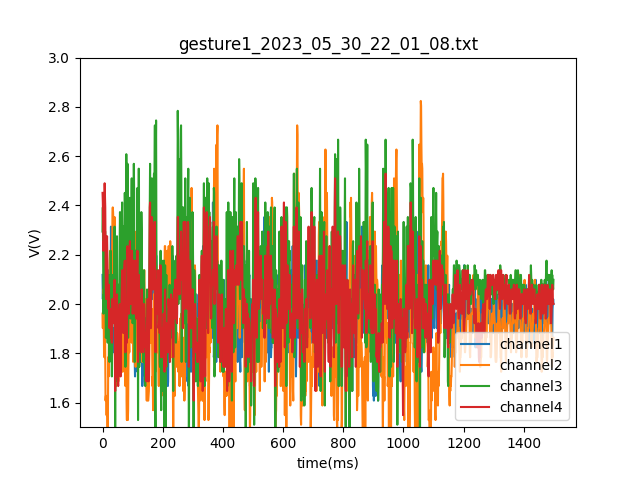 gesture1_2023_05_30_22_01_08.txt
3.0
2.8
2.6
2.4
2.2
2.0
1.8
1.6
V(V)
0 200 400 600 800 1000 1200 1400
time(ms)
channel1
channel2
channel3
channel4